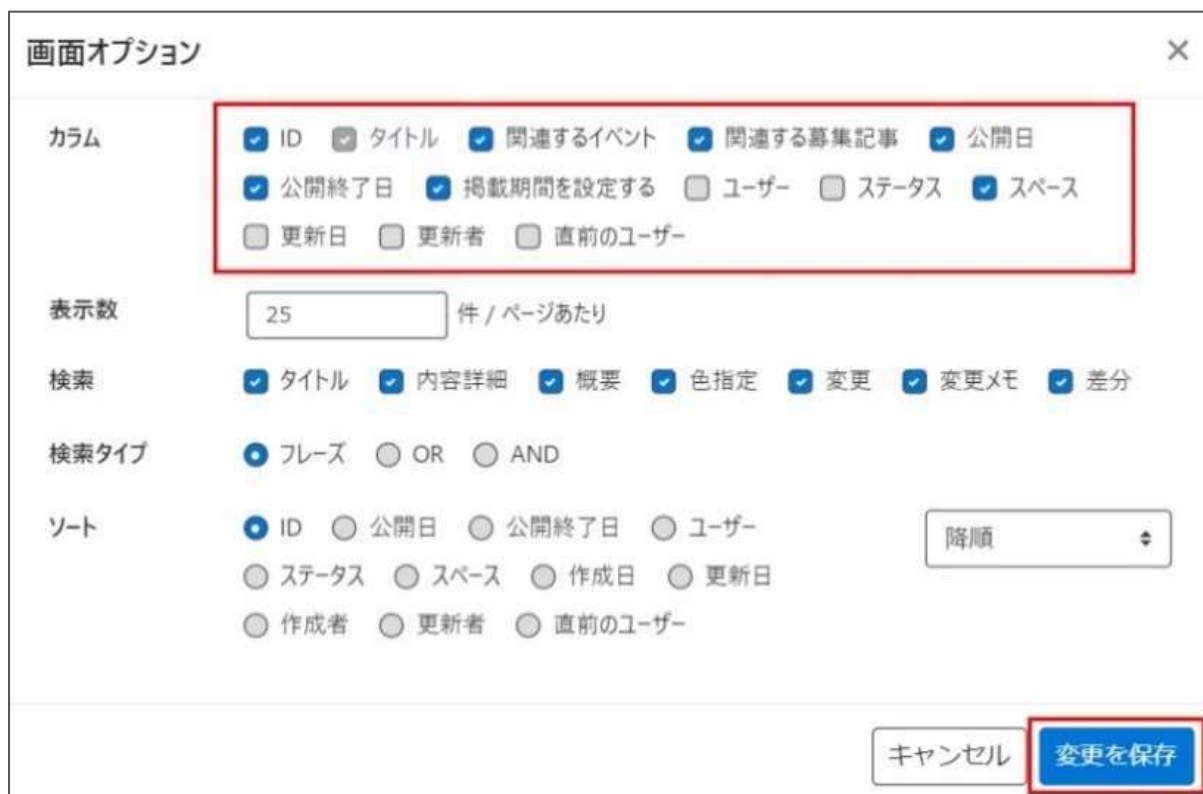 画面オプション ×
カラム ID タイトル 関連するイベント 関連する募集記事 公開日
公開終了日 掲載期間を設定する ユーザー ステータス スペース
更新日 更新者 直前のユーザー
表示数 25 件 / ページあたり
検索 タイトル 内容詳細 概要 色指定 変更 変更メモ 差分
検索タイプ フレーズ OR AND
ソート ID 公開日 公開終了日 ユーザー 降順
ステータス スペース 作成日 更新日
作成者 更新者 直前のユーザー
キャンセル 変更を保存